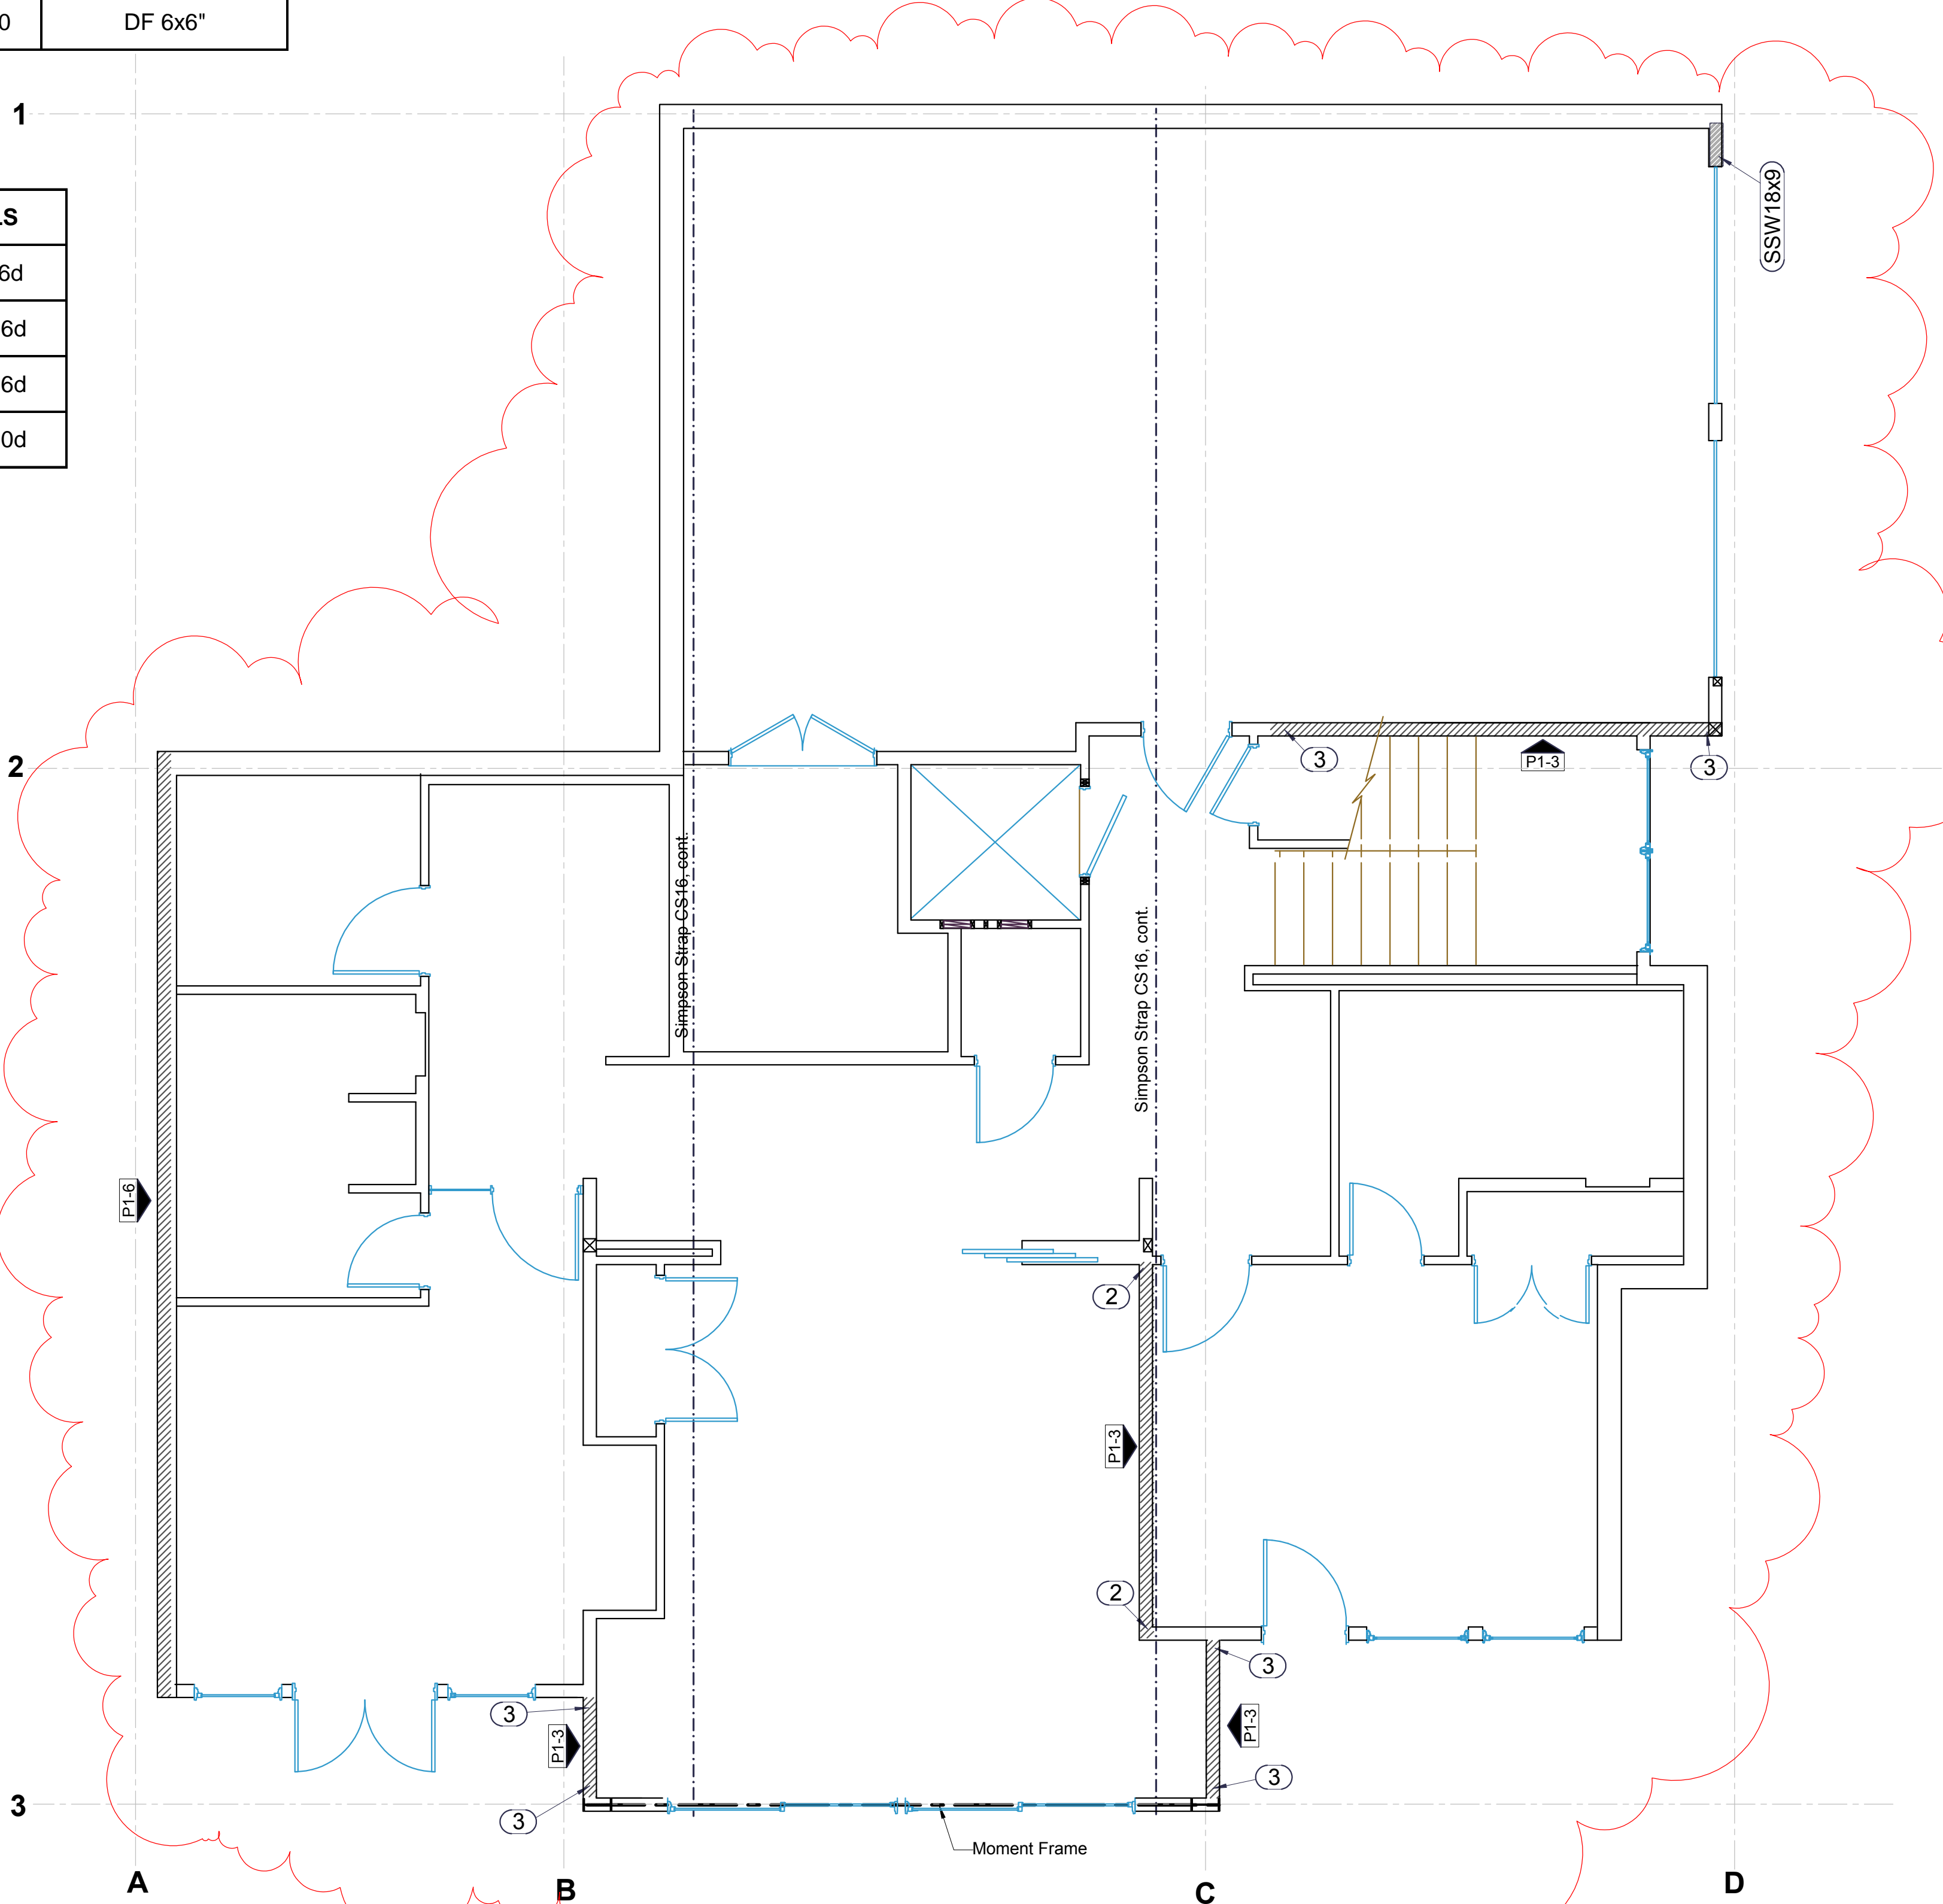 0
DF 6x6"
1
LS
6d
6d
6d
0d
SSW18x9
2
3
P1-3
3
Simpson Strap CS16, cont.
Simpson Strap CS16, cont.
P1-6
2
P1-3
2
3
3
P1-3
P1-3
3
3
3
Moment Frame
A
B
C
D